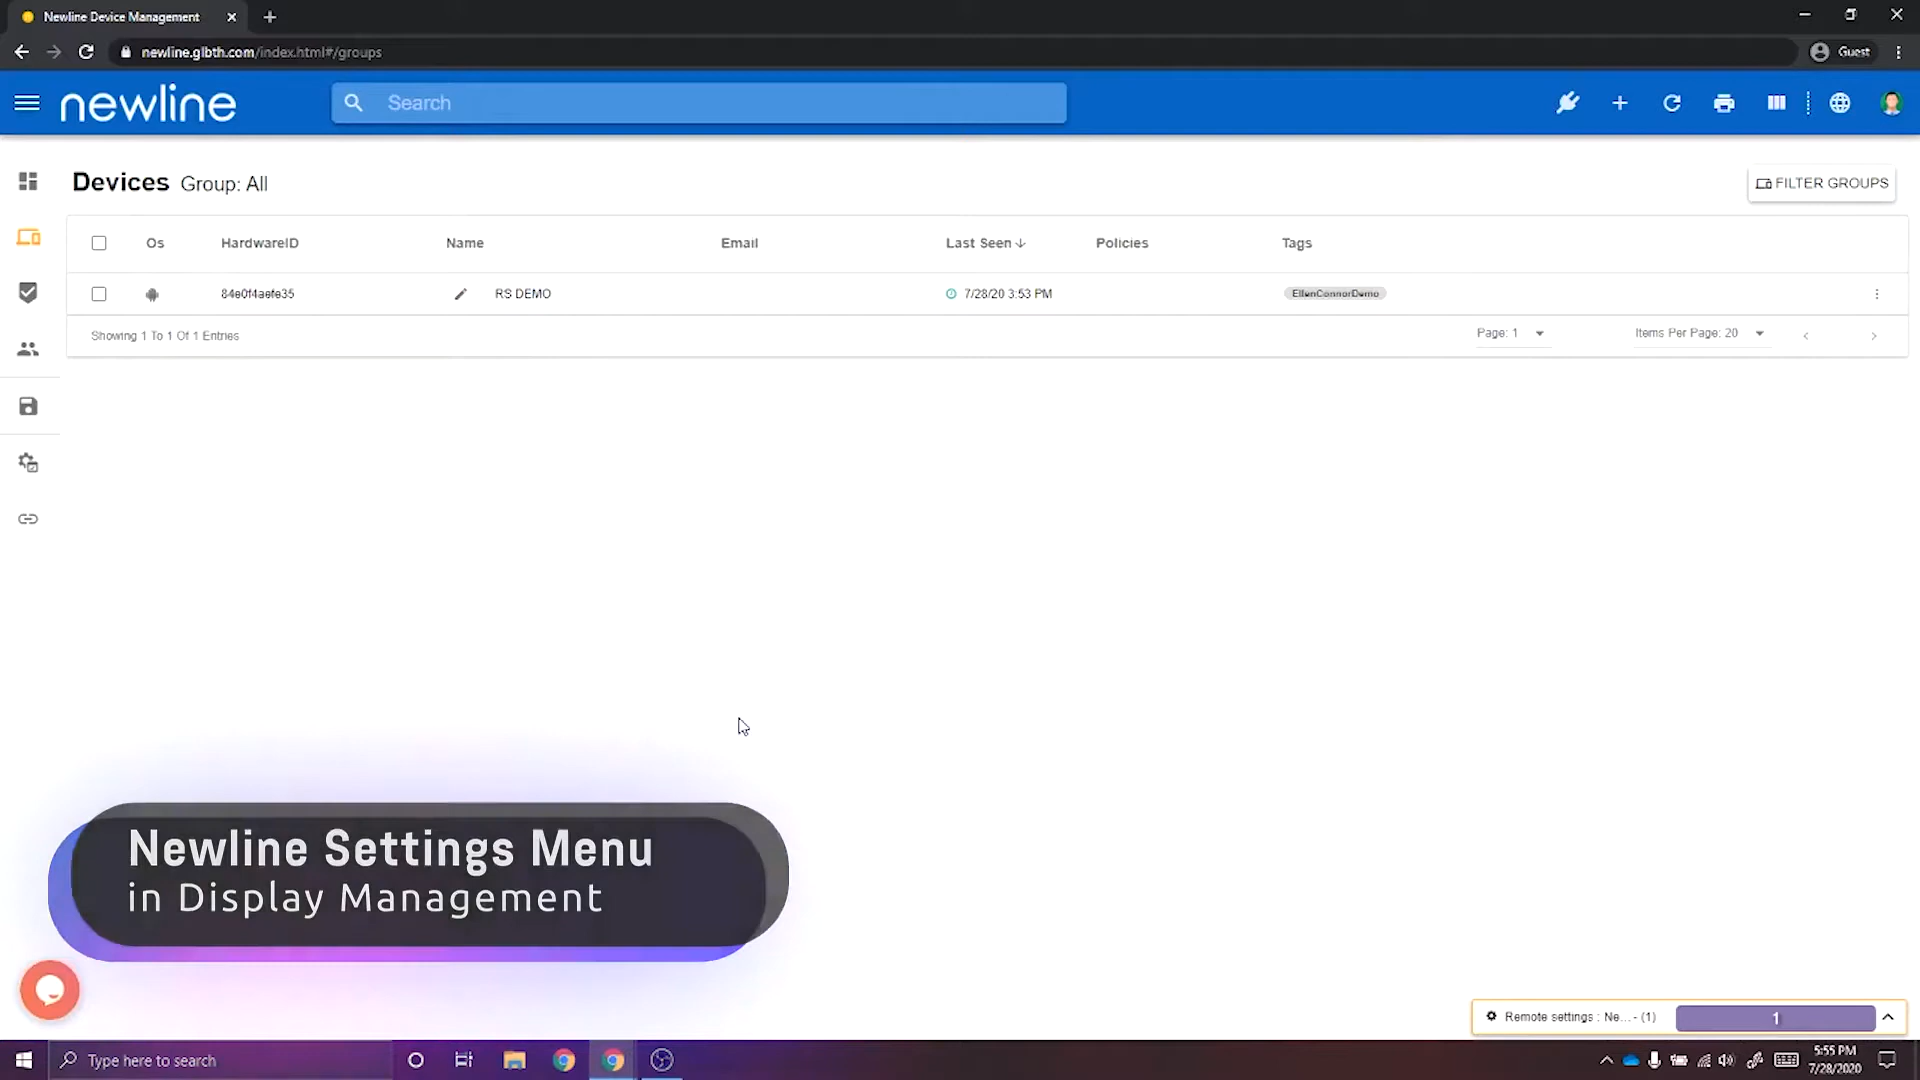 Newline Device Management
newline.glbth.com/index.html#/groups
Guest
newline
Search
Devices Group: All
FILTER GROUPS
Os HardwareID Name Email Last Seen Policies Tags
84e0f4aefe35 RS DEMO 7/28/20 3:53 PM EllenConnorDemo
Showing 1 To 1 Of 1 Entries Page: 1 Items Per Page: 20
Newline Settings Menu
in Display Management
Remote settings : Ne... - (1) 1
Type here to search
5:55 PM
7/28/2020